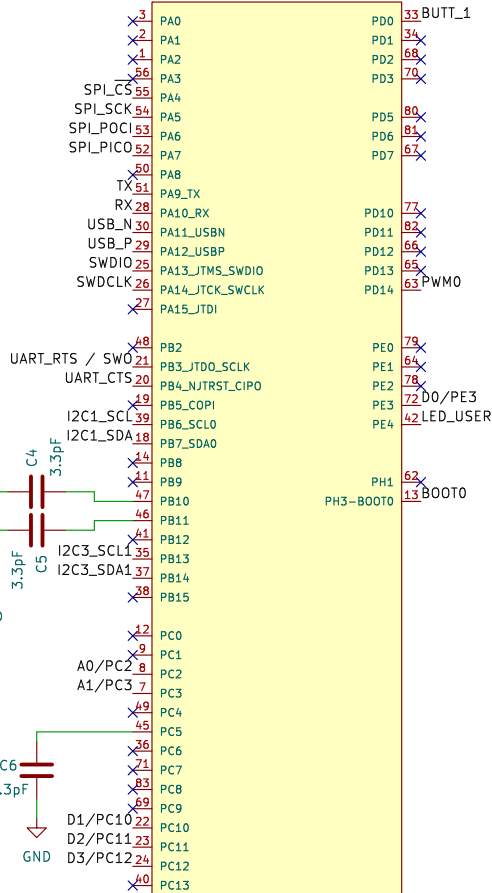 3 PA0 PD0 33 BUTT_1
2 PA1 PD1 34
1 PA2 PD2 68
56 PA3 PD3 70
SPI_CS 55 PA4
SPI_SCK 54 PA5 PD5 80
SPI_POCI 53 PA6 PD6 81
SPI_PICO 52 PA7 PD7 67
50 PA8
TX 51 PA9_TX
RX 28 PA10_RX PD10 77
USB_N 30 PA11_USBN PD11 82
USB_P 29 PA12_USBP PD12 66
SWDIO 25 PA13_JTMS_SWDIO PD13 65
SWDCLK 26 PA14_JTCK_SWCLK PD14 63 PWM0
27 PA15_JTDI
48 PB2 PE0 79
UART_RTS / SWO 21 PB3_JTDO_SCLK PE1 64
UART_CTS 20 PB4_NJTRST_CIPO PE2 78
19 PB5_COPI PE3 72 D0/PE3
I2C1_SCL 39 PB6_SCL0 PE4 42 LED_USER
I2C1_SDA 18 PB7_SDA0
14 PB8
C4
3.3pF
11 PB9 PH1 62
47 PB10 PH3-BOOT0 13 BOOT0
46 PB11
41 PB12
3.3pF
C5
I2C3_SCL1 35 PB13
I2C3_SDA1 37 PB14
38 PB15
12 PC0
9 PC1
A0/PC2 8 PC2
A1/PC3 7 PC3
49 PC4
45 PC5
36 PC6
C6
71 PC7
.3pF
83 PC8
69 PC9
D1/PC10 22 PC10
D2/PC11 23 PC11
D3/PC12 24 PC12
GND
40 PC13